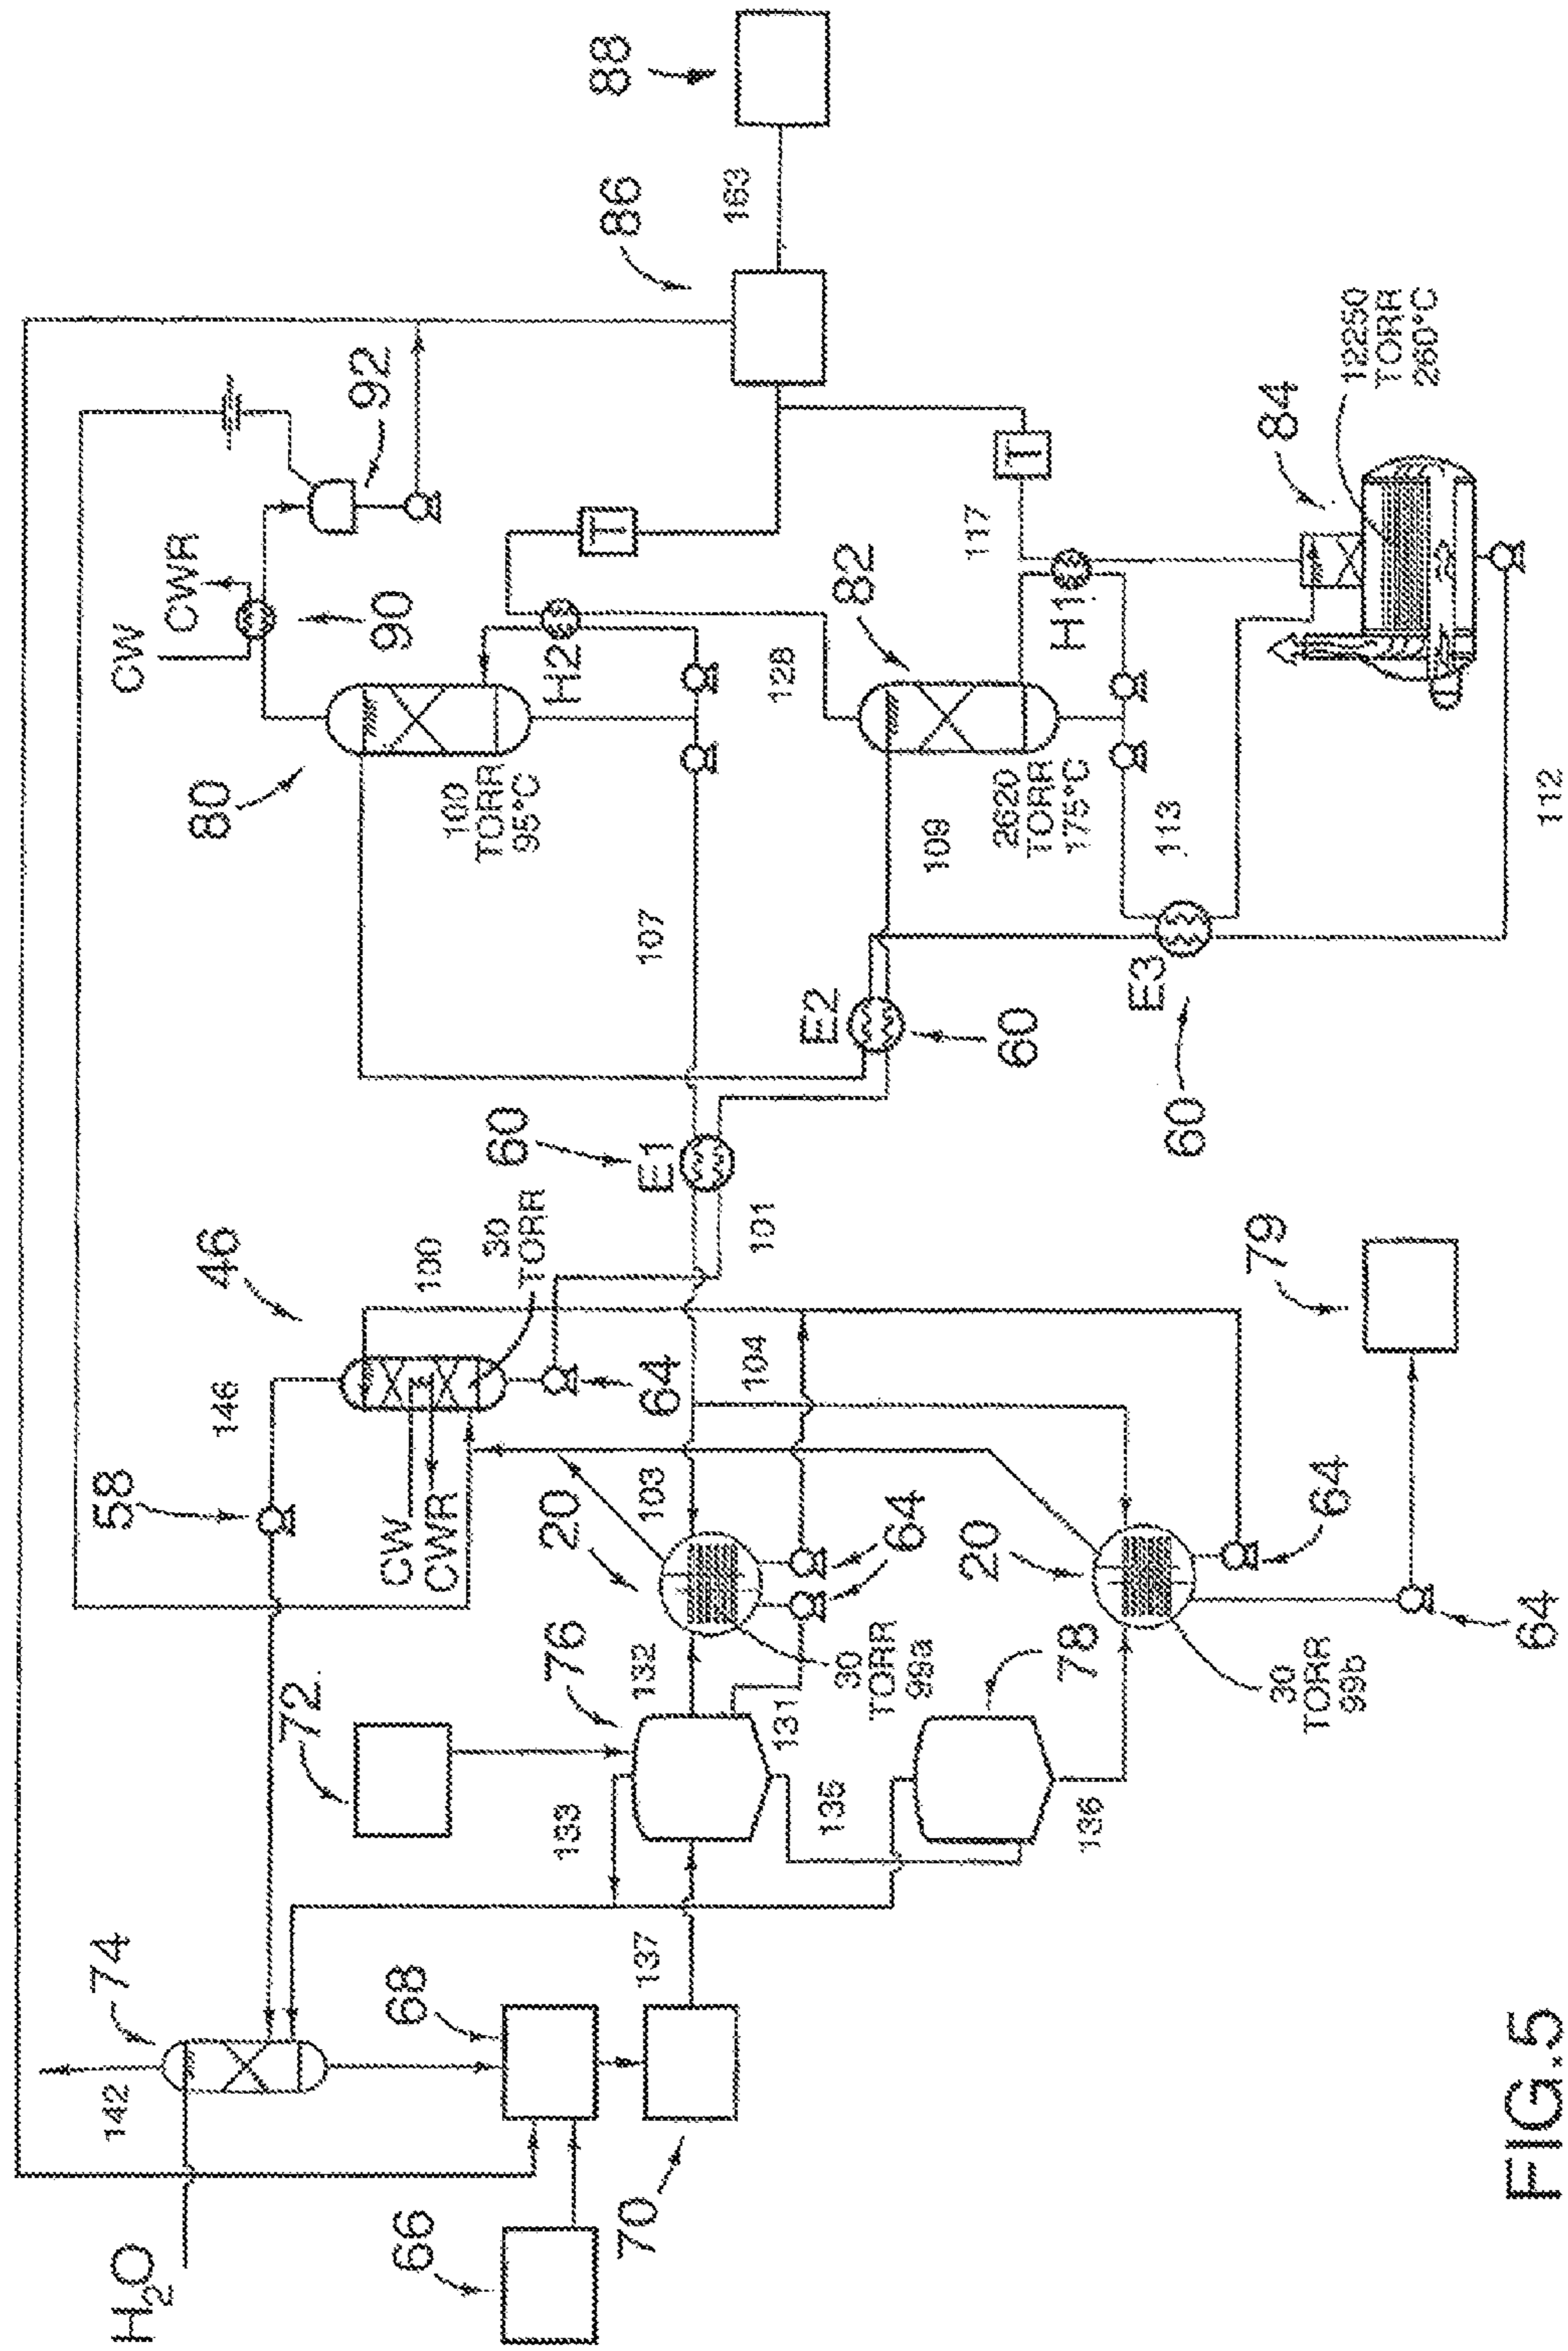 H₂O
142
74
58
CW
CWR
80
46
146
72
CW
CWR
90
92
66
68
100
30
TORR
60
100
TORR
95°C
20
133
76
132
103
H2
T
88
86
70
137
64
E1
107
163
131
104
101
128
135
30
TORR
99a
64
E2
82
109
117
T
20
78
60
2620
TORR
175°C
H1
136
E3
113
60
79
84
30
TORR
99b
64
12250
TORR
260°C
64
112
FIG.5